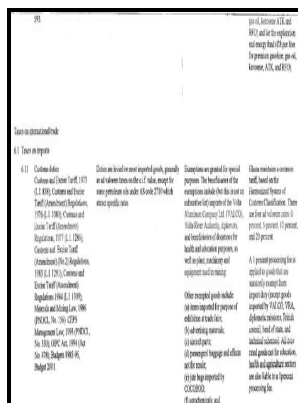 593
gas oil, kerosene ATK and
RFO) and for the exploration
and energy fund (Ȼ8 per liter
for premium gasoline, gas oil,
kerosene, ATK, and RFO)
Taxes on international trade
6.1 Taxes on imports
6.11 Customs duties
Customs and Excise Tariff, 1973
(L.I. 838); Customs and Excise
Tariff (Amendment) Regulations,
1976 (L.I. 1081); Customs and
Excise Tariff (Amendment)
Regulations, 1977 (L.I. 1286);
Customs and Excise Tariff
(Amendment) (No.2) Regulations,
1983 (L.I. 1291); Customs and
Excise Tariff (Amendment)
Regulations 1984 (L.I. 1309);
Minerals and Mining Law, 1986
(PNDCL, No. 156); CEPS
Management Law, 1993 (PNDCL,
No. 330); GIPC Act, 1994 (Act
No. 478); Budgets 1985-95,
Budget 2001
Duties are levied on most imported goods, generally
at ad valorem rates on the c.i.f. value, except for
some petroleum oils under AS code 2710 which
attract specific rates
Exemptions are granted for special
purposes. The beneficiaries of the
exemptions include (but this is not an
exhaustive list) imports of the Volta
Aluminum Company Ltd. (VALCO),
Volta River Authority, diplomats,
and beneficiaries of donations for
health and education purposes, as
well as plant, machinery and
equipment used in mining
Other exempted goods include:
(a) items imported for purpose of
exhibition at trade fairs;
(b) advertising materials;
(c) aircraft parts;
(d) passengers' baggage and effects
not for resale;
(e) jute bags imported by
COCOBOD;
(f) agrochemicals; and
Ghana maintains a common
tariff, based on the
Harmonized System of
Customs Classification. There
are four ad valorem rates: 0
percent, 5 percent, 10 percent,
and 20 percent
A 1 percent processing fee is
applied to goods that are
statutorily exempt from
import duty (except goods
imported by VALCO, VRA,
diplomatic missions, British
council, head of state, and
technical schemes). All zero
rated goods except for education,
health and agriculture sectors
are also liable to a 1 percent
processing fee.